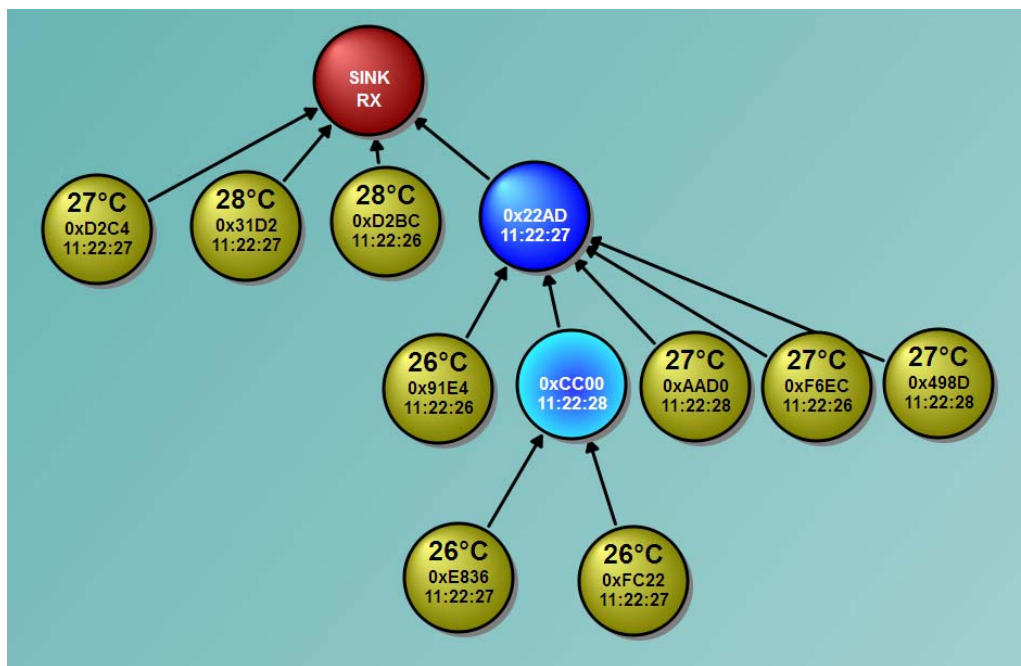 SINK
RX
27°C
0xD2C4
11:22:27
28°C
0x31D2
11:22:27
28°C
0xD2BC
11:22:26
0x22AD
11:22:27
26°C
0x91E4
11:22:26
0xCC00
11:22:28
27°C
0xAAD0
11:22:28
27°C
0xF6EC
11:22:26
27°C
0x498D
11:22:28
26°C
0xE836
11:22:27
26°C
0xFC22
11:22:27